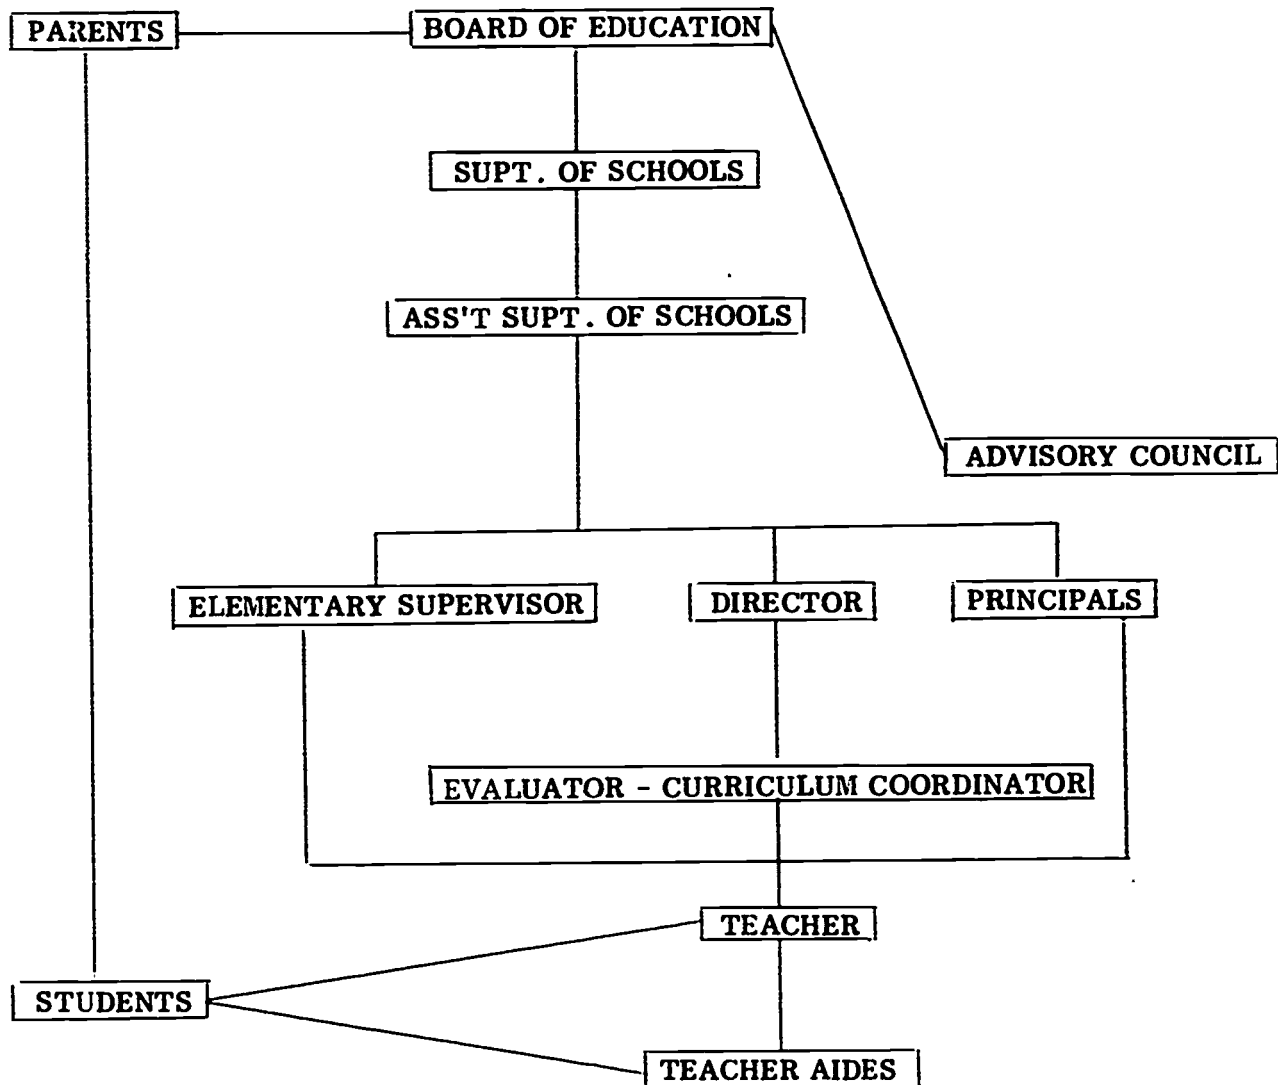 PARENTS
BOARD OF EDUCATION
SUPT. OF SCHOOLS
ASS'T SUPT. OF SCHOOLS
ADVISORY COUNCIL
ELEMENTARY SUPERVISOR
DIRECTOR
PRINCIPALS
EVALUATOR - CURRICULUM COORDINATOR
TEACHER
STUDENTS
TEACHER AIDES